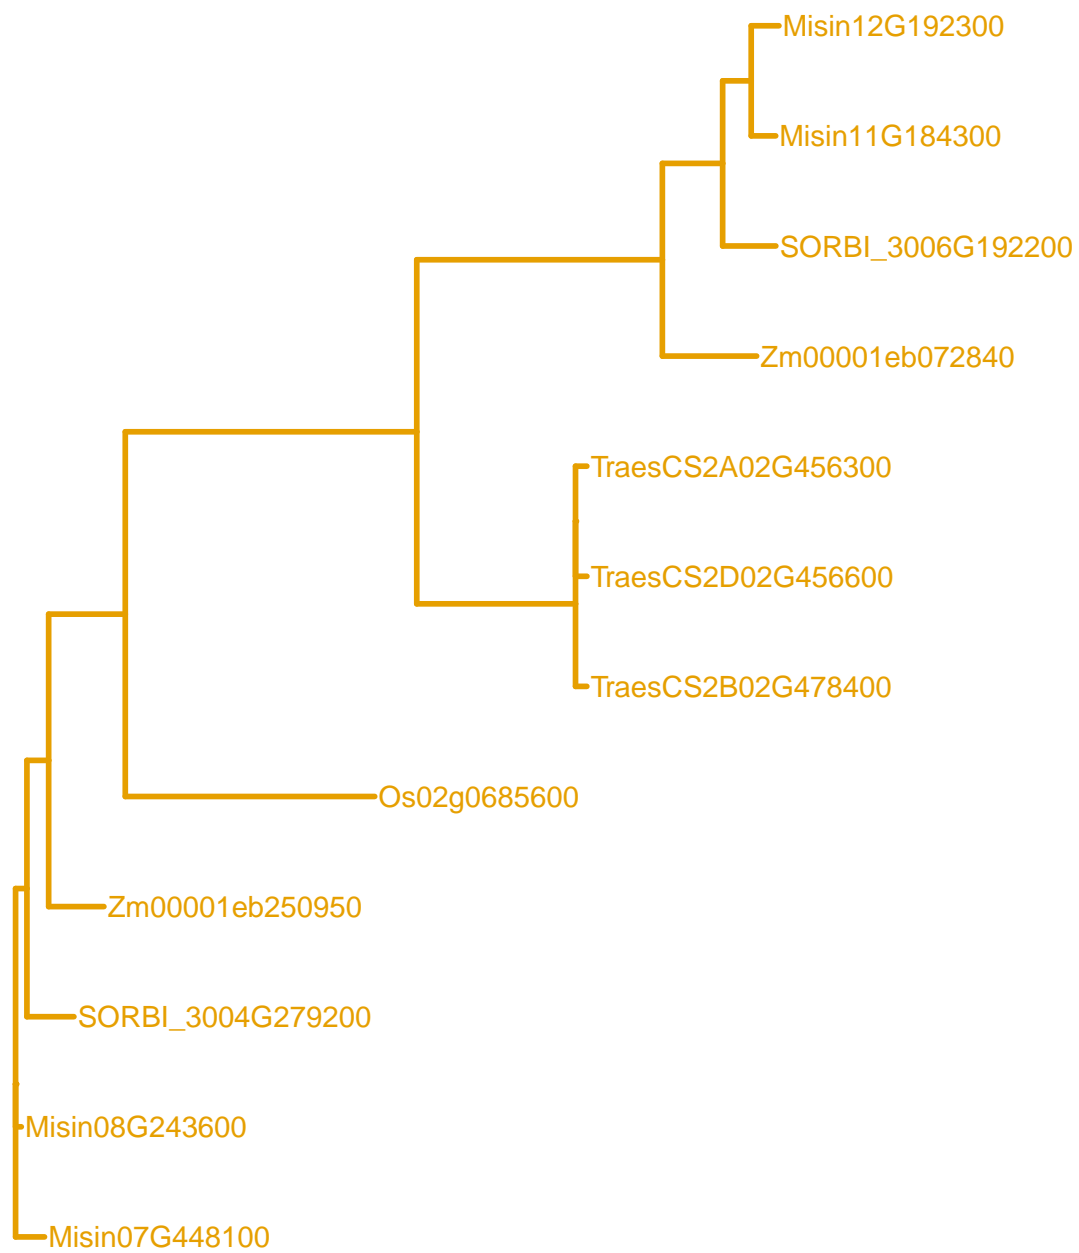 Misin12G192300
Misin11G184300
SORBI_3006G192200
Zm00001eb072840
TraesCS2A02G456300
TraesCS2D02G456600
TraesCS2B02G478400
Os02g0685600
Zm00001eb250950
SORBI_3004G279200
Misin08G243600
Misin07G448100